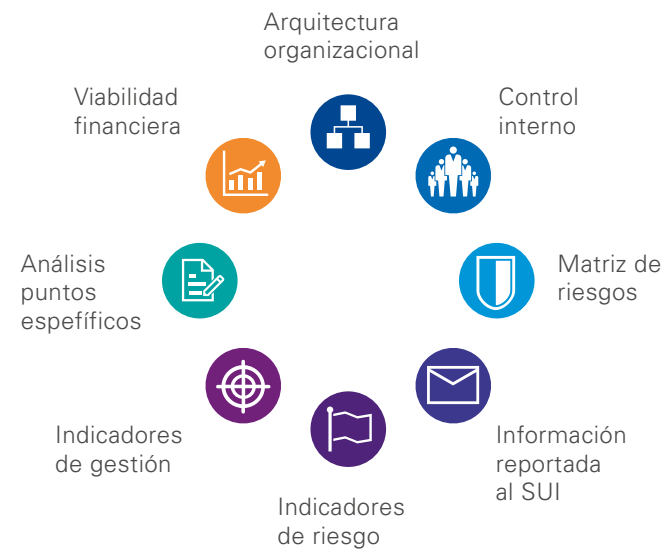 Arquitectura
organizacional
Control
interno
Matriz de
riesgos
Información
reportada
al SUI
Indicadores
de riesgo
Indicadores
de gestión
Análisis
puntos
espefíficos
Viabilidad
financiera